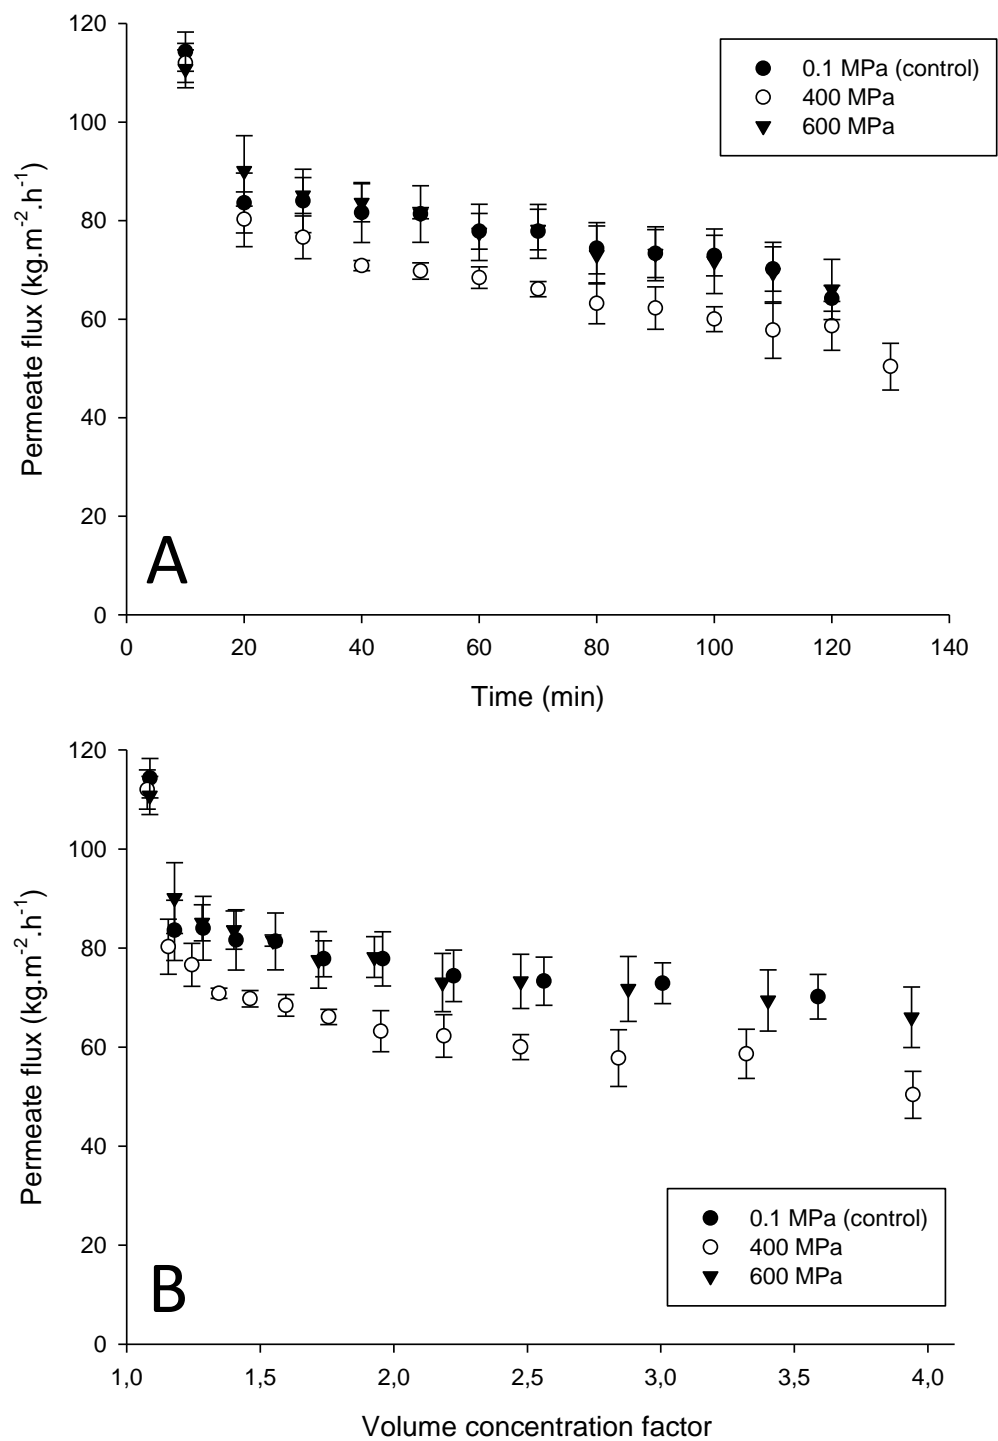 120
100
80
60
40
20
0
Permeate flux (kg.m⁻².h⁻¹)
0.1 MPa (control)
400 MPa
600 MPa
A
0 20 40 60 80 100 120 140
Time (min)
120
100
80
60
40
20
0
Permeate flux (kg.m⁻².h⁻¹)
0.1 MPa (control)
400 MPa
600 MPa
B
1,0 1,5 2,0 2,5 3,0 3,5 4,0
Volume concentration factor